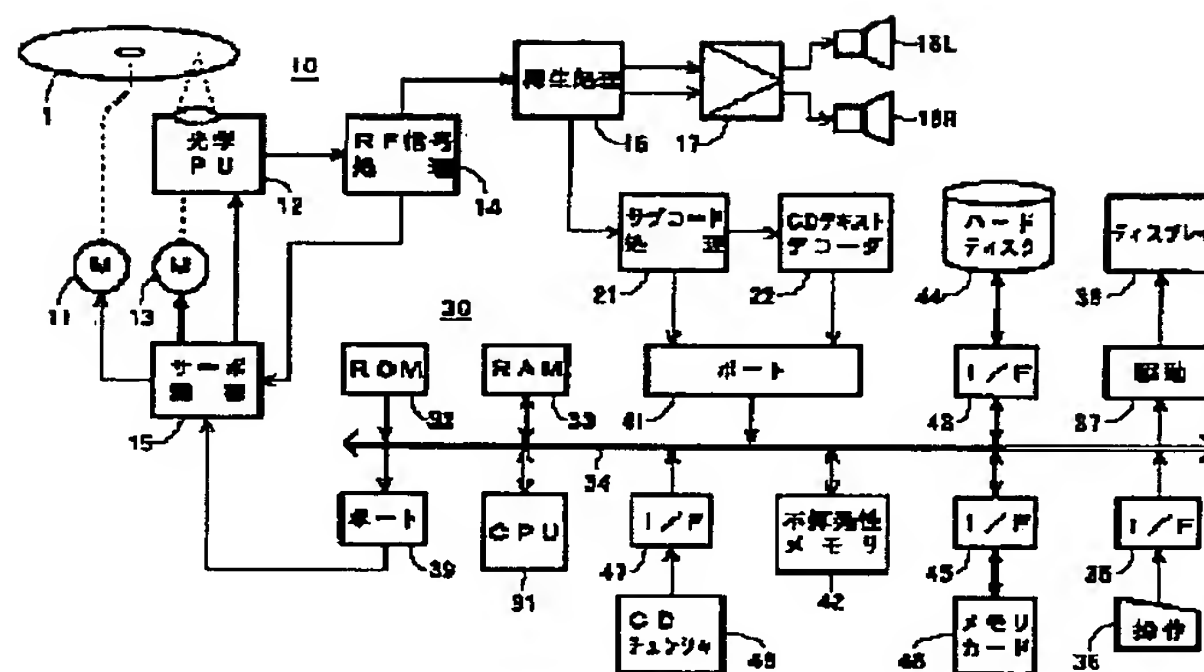 10
1
光学
PU
12
RF信号
処理
14
再生処理
16
17
18L
18R
11
13
サーボ
15
サブコード
処理
21
CDテキスト
デコーダ
22
ハード
ディスク
44
ディスプレ
38
30
ROM
32
RAM
33
ポート
41
I/F
43
駆動
37
34
ポート
39
CPU
31
I/F
47
不揮発性
メモリ
42
I/F
45
I/F
35
CD
チェンジャ
メモリ
カード
操作
36